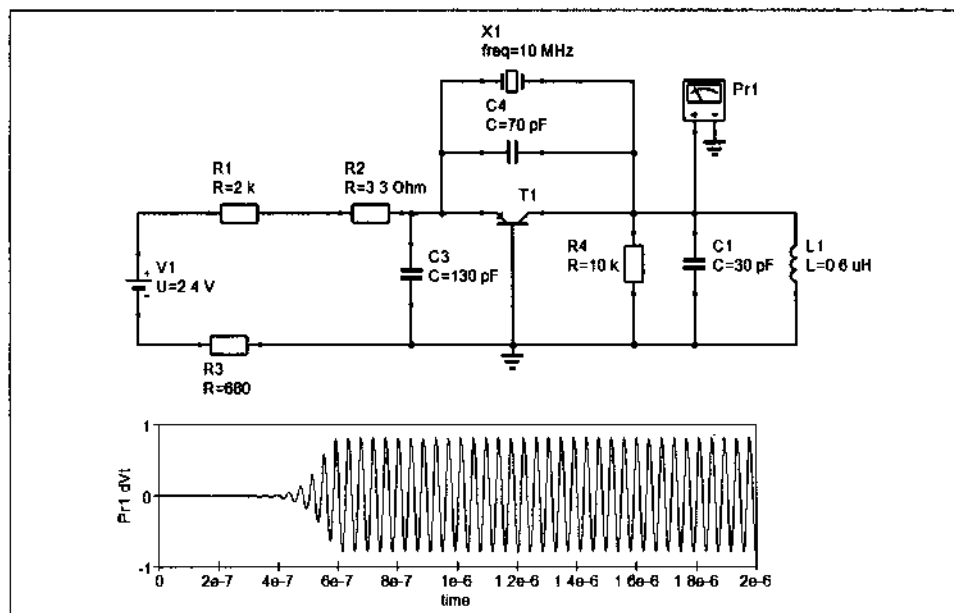 X1
freq=10 MHz
C4
C=70 pF
Pr1
R1
R=2 k
R2
R=3 3 Ohm
T1
V1
U=2 4 V
+
-
C3
C=130 pF
R4
R=10 k
C1
C=30 pF
L1
L=0 6 uH
R3
R=680
Pr1 dVt
1
0
-1
0 2e-7 4e-7 6e-7 8e-7 1e-6 1 2e-6 1 4e-6 1 6e-6 1 8e-6 2e-6
time